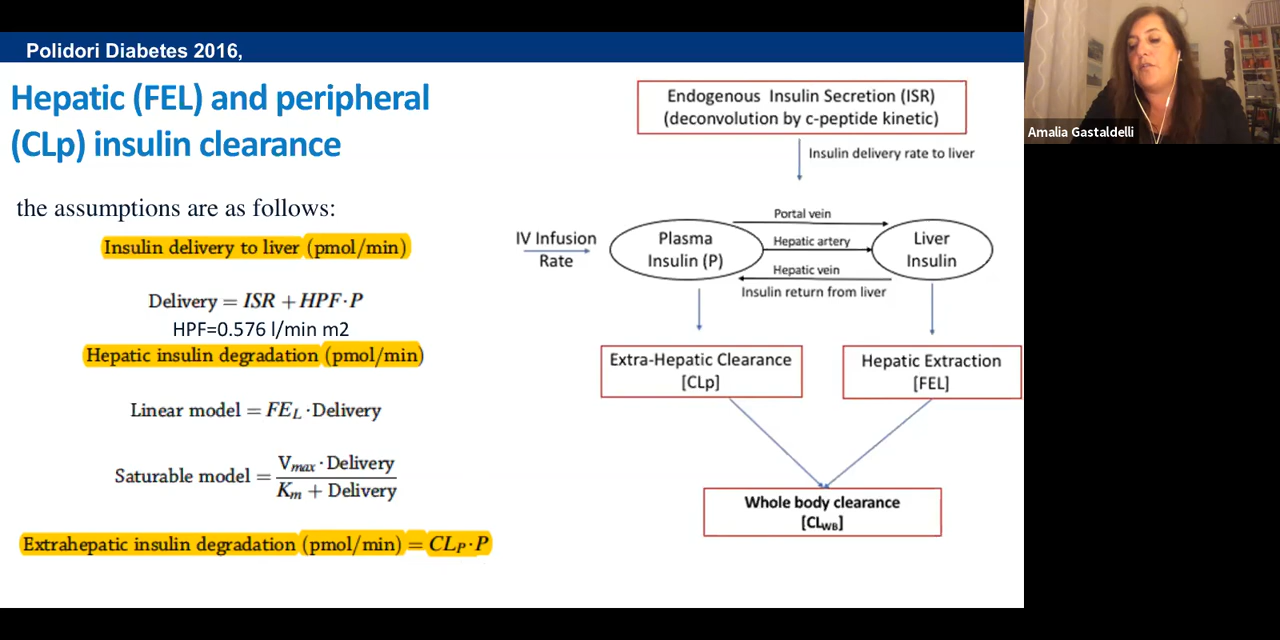 Polidori Diabetes 2016,
Hepatic (FEL) and peripheral
(CLp) insulin clearance
the assumptions are as follows:
Insulin delivery to liver (pmol/min)
Delivery = ISR + HPF·P
HPF=0.576 l/min m2
Hepatic insulin degradation (pmol/min)
Linear model = FE_L · Delivery
Saturable model = V_max · Delivery / K_m + Delivery
Extrahepatic insulin degradation (pmol/min) = CL_P · P
Endogenous Insulin Secretion (ISR)
(deconvolution by c-peptide kinetic)
Insulin delivery rate to liver
IV Infusion
Rate
Plasma
Insulin (P)
Portal vein
Hepatic artery
Hepatic vein
Insulin return from liver
Liver
Insulin
Extra-Hepatic Clearance
[CLp]
Hepatic Extraction
[FEL]
Whole body clearance
[CL_WB]
Amalia Gastaldelli